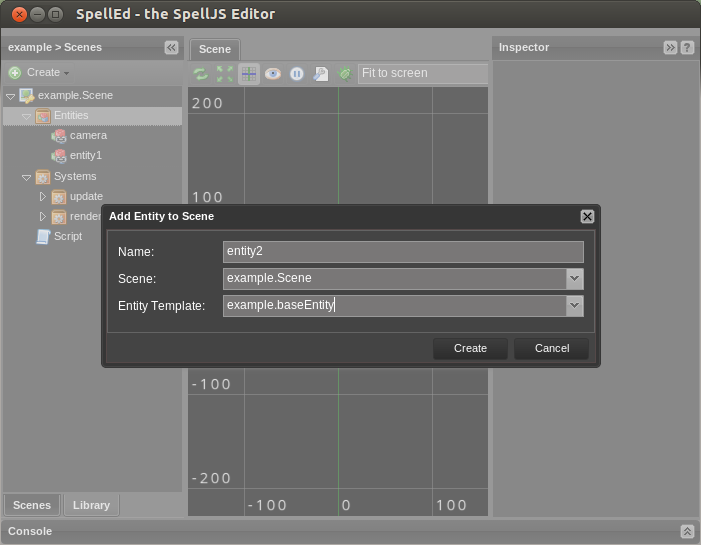 SpellEd - the SpellJS Editor
example > Scenes
Scene
Inspector
Create
Fit to screen
example.Scene
Entities
camera
entity1
Systems
update
render
Script
200
100
Add Entity to Scene
Name:
entity2
Scene:
example.Scene
Entity Template:
example.baseEntity
Create
Cancel
-100
-200
-100
0
100
Scenes
Library
Console